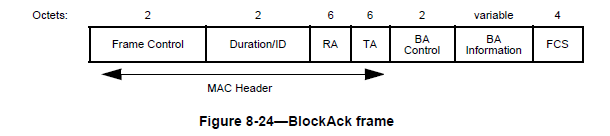 Octets: 2 2 6 6 2 variable 4
Frame Control Duration/ID RA TA BA Control BA Information FCS
MAC Header
Figure 8-24—BlockAck frame